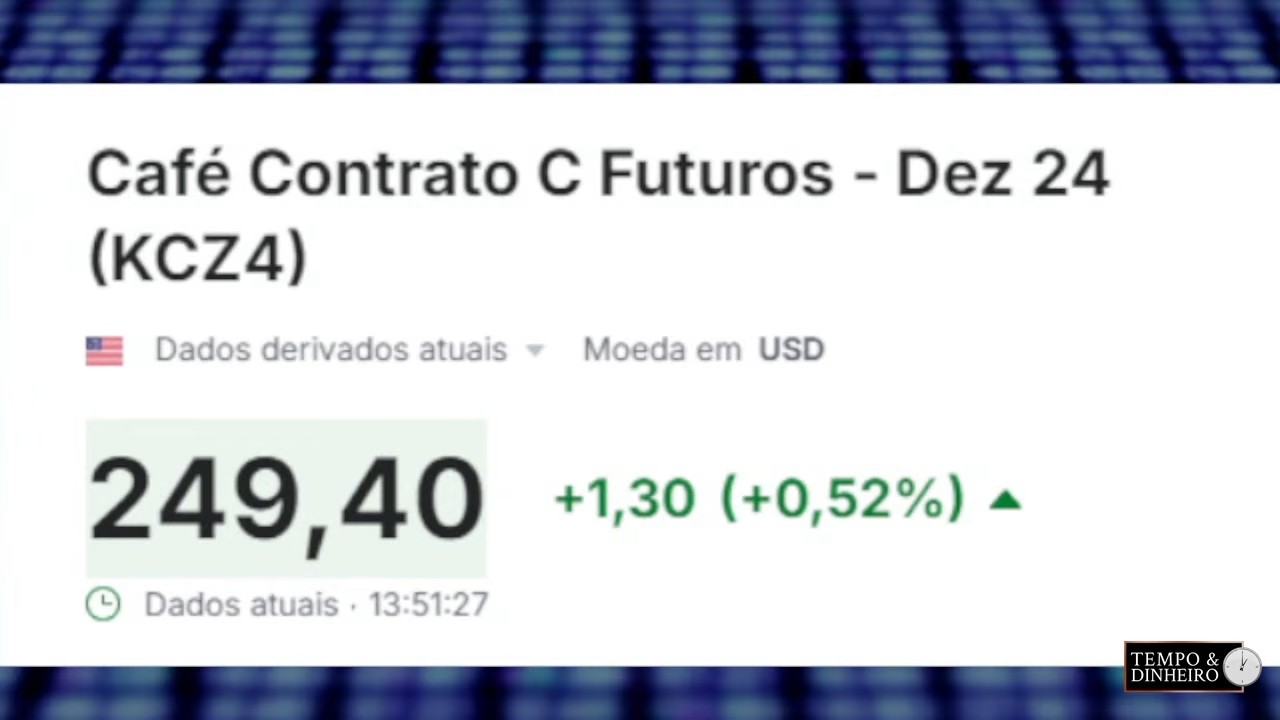 Café Contrato C Futuros - Dez 24
(KCZ4)
Dados derivados atuais Moeda em USD
249,40 +1,30 (+0,52%)
Dados atuais · 13:51:27
TEMPO &
DINHEIRO